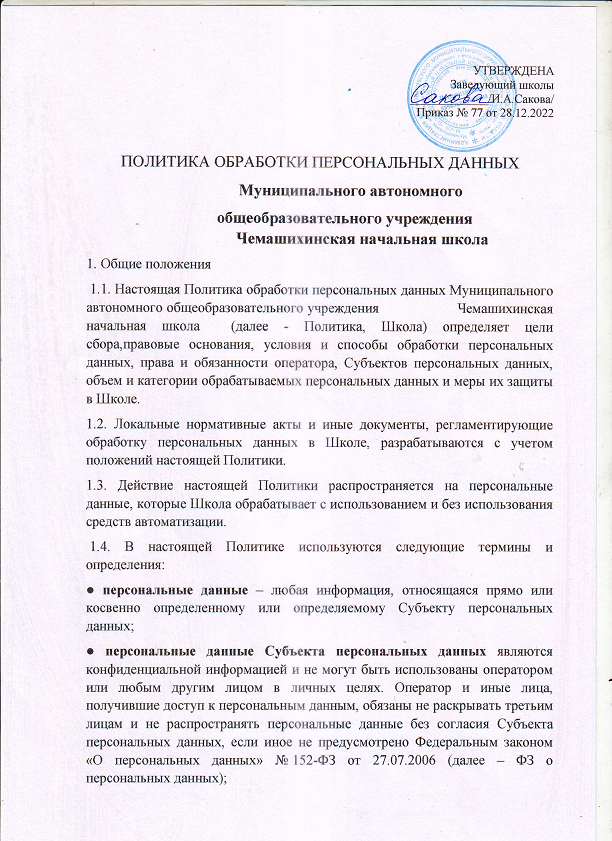 УТВЕРЖДЕНА
Заведующий школы
Сакова /И.А.Сакова/
Приказ № 77 от 28.12.2022
ПОЛИТИКА ОБРАБОТКИ ПЕРСОНАЛЬНЫХ ДАННЫХ
Муниципального автономного
общеобразовательного учреждения
Чемашихинская начальная школа
1. Общие положения
1.1. Настоящая Политика обработки персональных данных Муниципального
автономного общеобразовательного учреждения Чемашихинская
начальная школа (далее - Политика, Школа) определяет цели
сбора,правовые основания, условия и способы обработки персональных
данных, права и обязанности оператора, Субъектов персональных данных,
объем и категории обрабатываемых персональных данных и меры их защиты
в Школе.
1.2. Локальные нормативные акты и иные документы, регламентирующие
обработку персональных данных в Школе, разрабатываются с учетом
положений настоящей Политики.
1.3. Действие настоящей Политики распространяется на персональные
данные, которые Школа обрабатывает с использованием и без использования
средств автоматизации.
1.4. В настоящей Политике используются следующие термины и
определения:
● персональные данные – любая информация, относящаяся прямо или
косвенно определенному или определяемому Субъекту персональных
данных;
● персональные данные Субъекта персональных данных являются
конфиденциальной информацией и не могут быть использованы оператором
или любым другим лицом в личных целях. Оператор и иные лица,
получившие доступ к персональным данным, обязаны не раскрывать третьим
лицам и не распространять персональные данные без согласия Субъекта
персональных данных, если иное не предусмотрено Федеральным законом
«О персональных данных» № 152-ФЗ от 27.07.2006 (далее – ФЗ о
персональных данных);